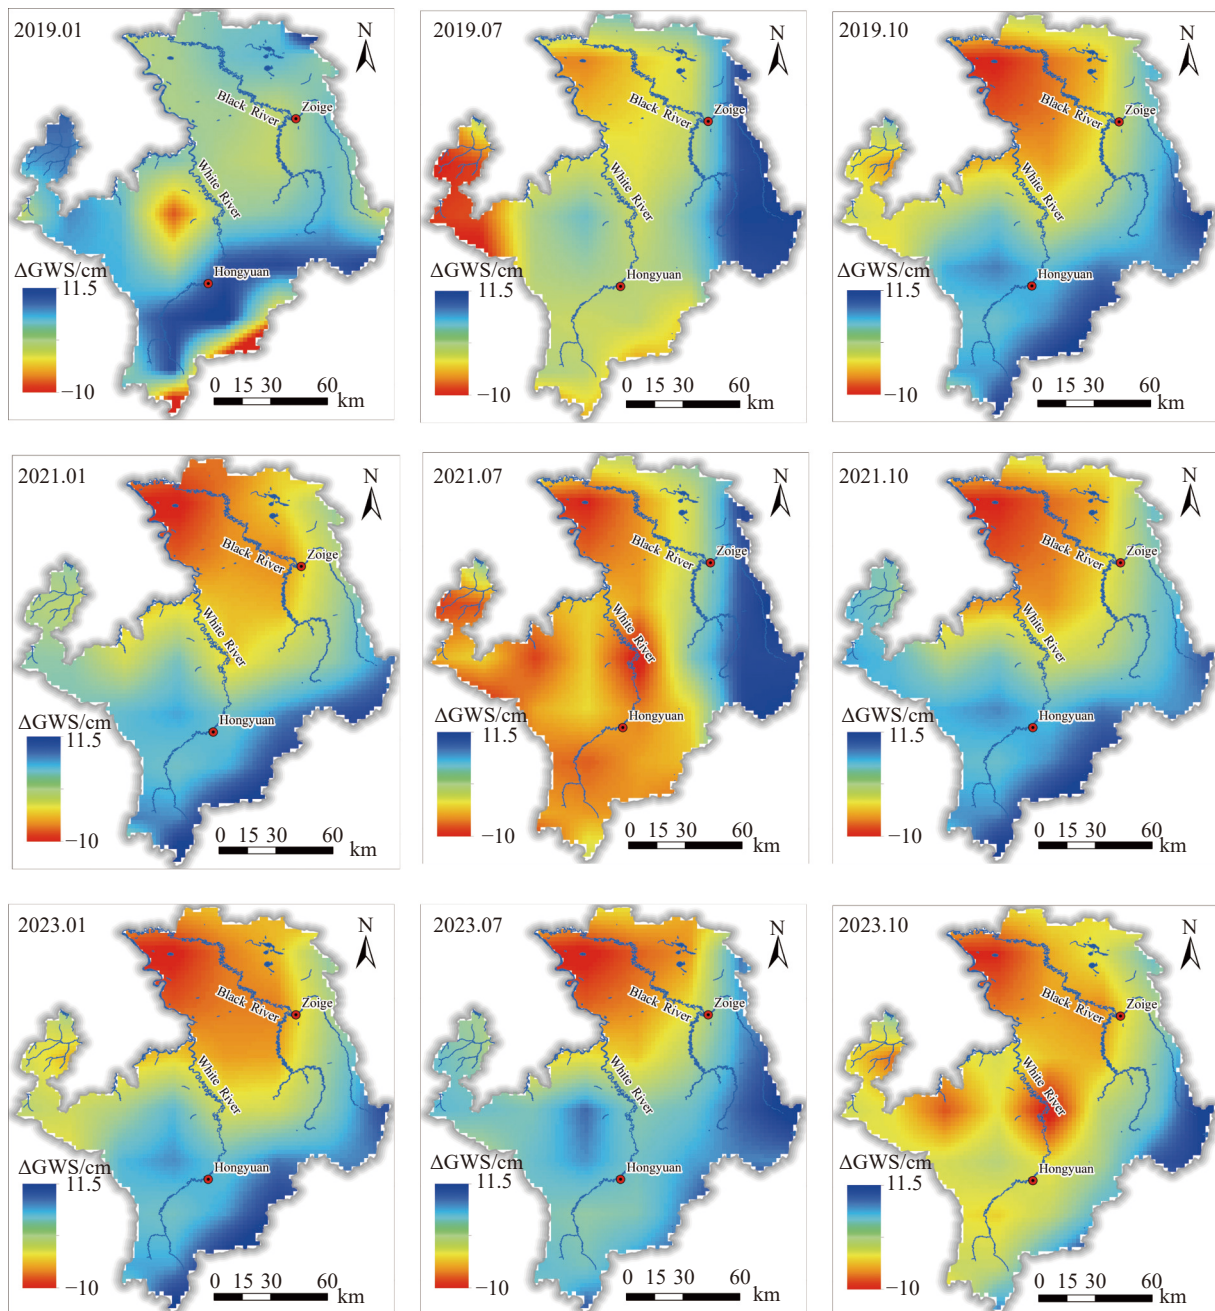 2019.01
N
Zoige
Black River
White River
Hongyuan
ΔGWS/cm
11.5
−10
0 15 30 60
km
2019.07
N
Zoige
Black River
White River
Hongyuan
ΔGWS/cm
11.5
−10
0 15 30 60
km
2019.10
N
Zoige
Black River
White River
Hongyuan
ΔGWS/cm
11.5
−10
0 15 30 60
km
2021.01
N
Zoige
Black River
White River
Hongyuan
ΔGWS/cm
11.5
−10
0 15 30 60
km
2021.07
N
Zoige
Black River
White River
Hongyuan
ΔGWS/cm
11.5
−10
0 15 30 60
km
2021.10
N
Zoige
Black River
White River
Hongyuan
ΔGWS/cm
11.5
−10
0 15 30 60
km
2023.01
N
Zoige
Black River
White River
Hongyuan
ΔGWS/cm
11.5
−10
0 15 30 60
km
2023.07
N
Zoige
Black River
White River
Hongyuan
ΔGWS/cm
11.5
−10
0 15 30 60
km
2023.10
N
Zoige
Black River
White River
Hongyuan
ΔGWS/cm
11.5
−10
0 15 30 60
km